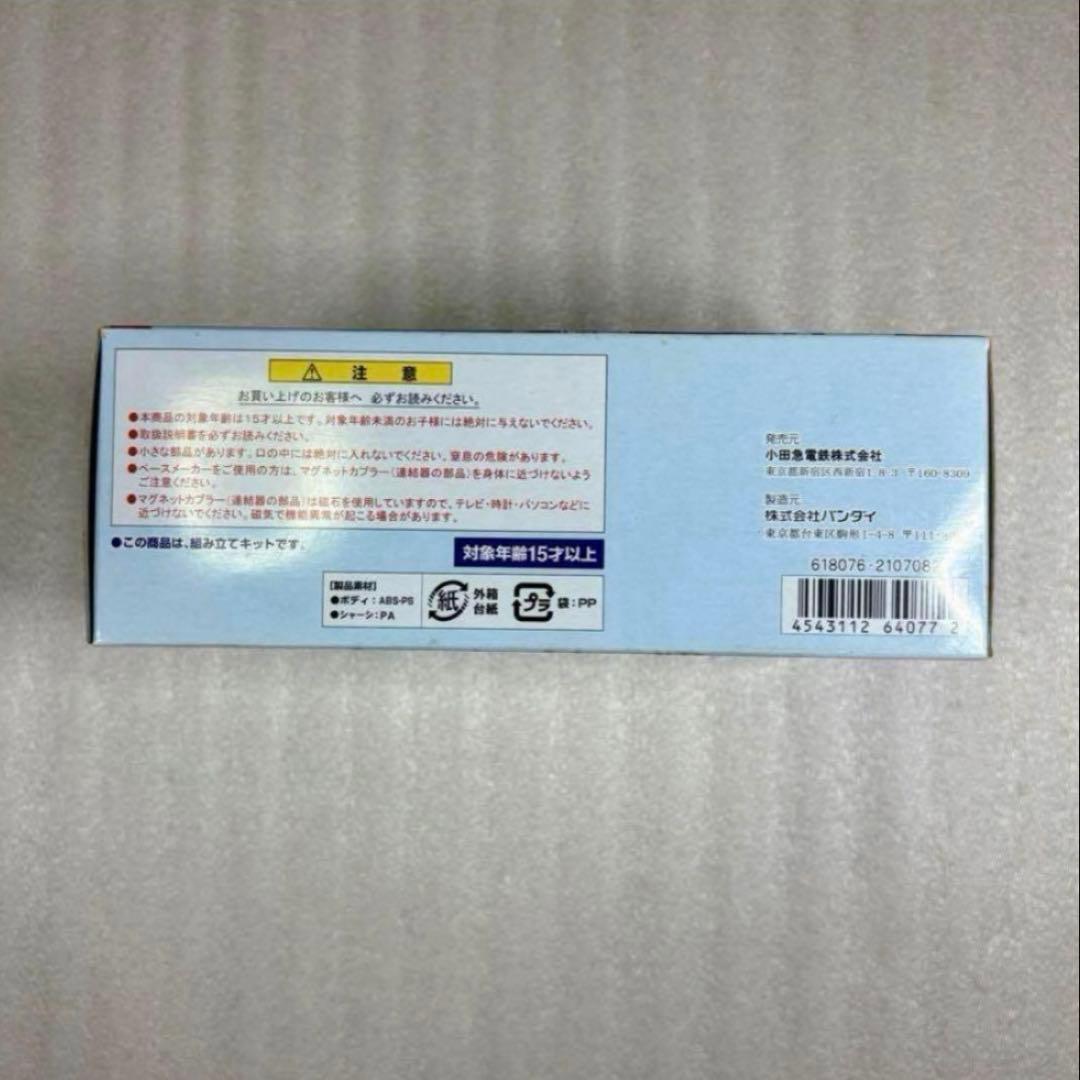 注意
お買い上げのお客様へ 必ずお読みください。
●本商品の対象年齢は15才以上です。対象年齢未満のお子様には絶対に与えないでください。
●取扱説明書を必ずお読みください。
●小さな部品があります。口の中には絶対に入れないでください。窒息の危険があります。
●ペースメーカーをご使用の方は、マグネットカプラー(連結器の部品)を身体に近づけないよう
ご注意ください。
●マグネットカプラー(連結器の部品)は磁石を使用していますので、テレビ・時計・パソコンなどに
近づけないでください。磁気で機能異常が起こる場合があります。
●この商品は、組み立てキットです。
対象年齢15才以上
【製品素材】
●ボディ:ABS・PS
●シャーシ:PA
紙
外箱
台紙
プラ
袋:PP
発売元
小田急電鉄株式会社
東京都新宿区西新宿1-8-3 〒160-8309
製造元
株式会社バンダイ
東京都台東区駒形1-4-8 〒111-
618076-210708
4543112 64077 2